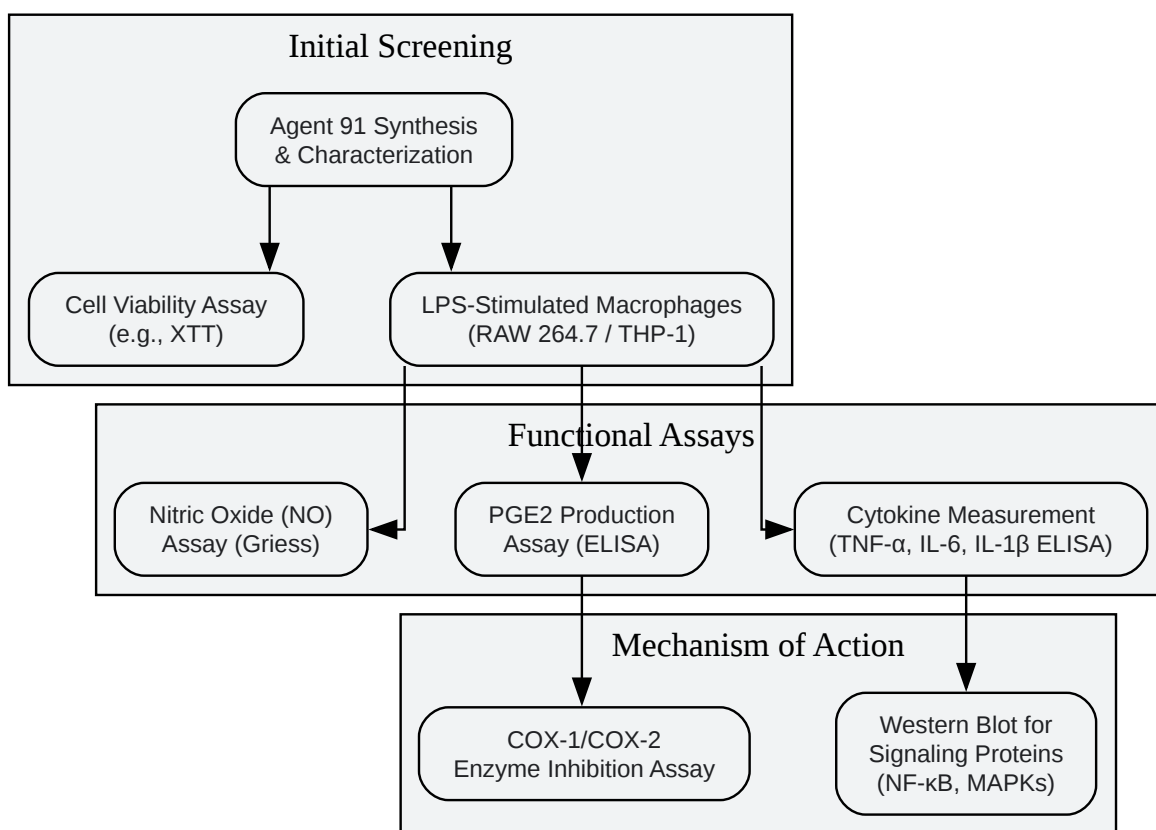 Initial Screening
Agent 91 Synthesis
& Characterization
Cell Viability Assay
(e.g., XTT)
LPS-Stimulated Macrophages
(RAW 264.7 / THP-1)
Functional Assays
Nitric Oxide (NO)
Assay (Griess)
PGE2 Production
Assay (ELISA)
Cytokine Measurement
(TNF-α, IL-6, IL-1β ELISA)
Mechanism of Action
COX-1/COX-2
Enzyme Inhibition Assay
Western Blot for
Signaling Proteins
(NF-κB, MAPKs)